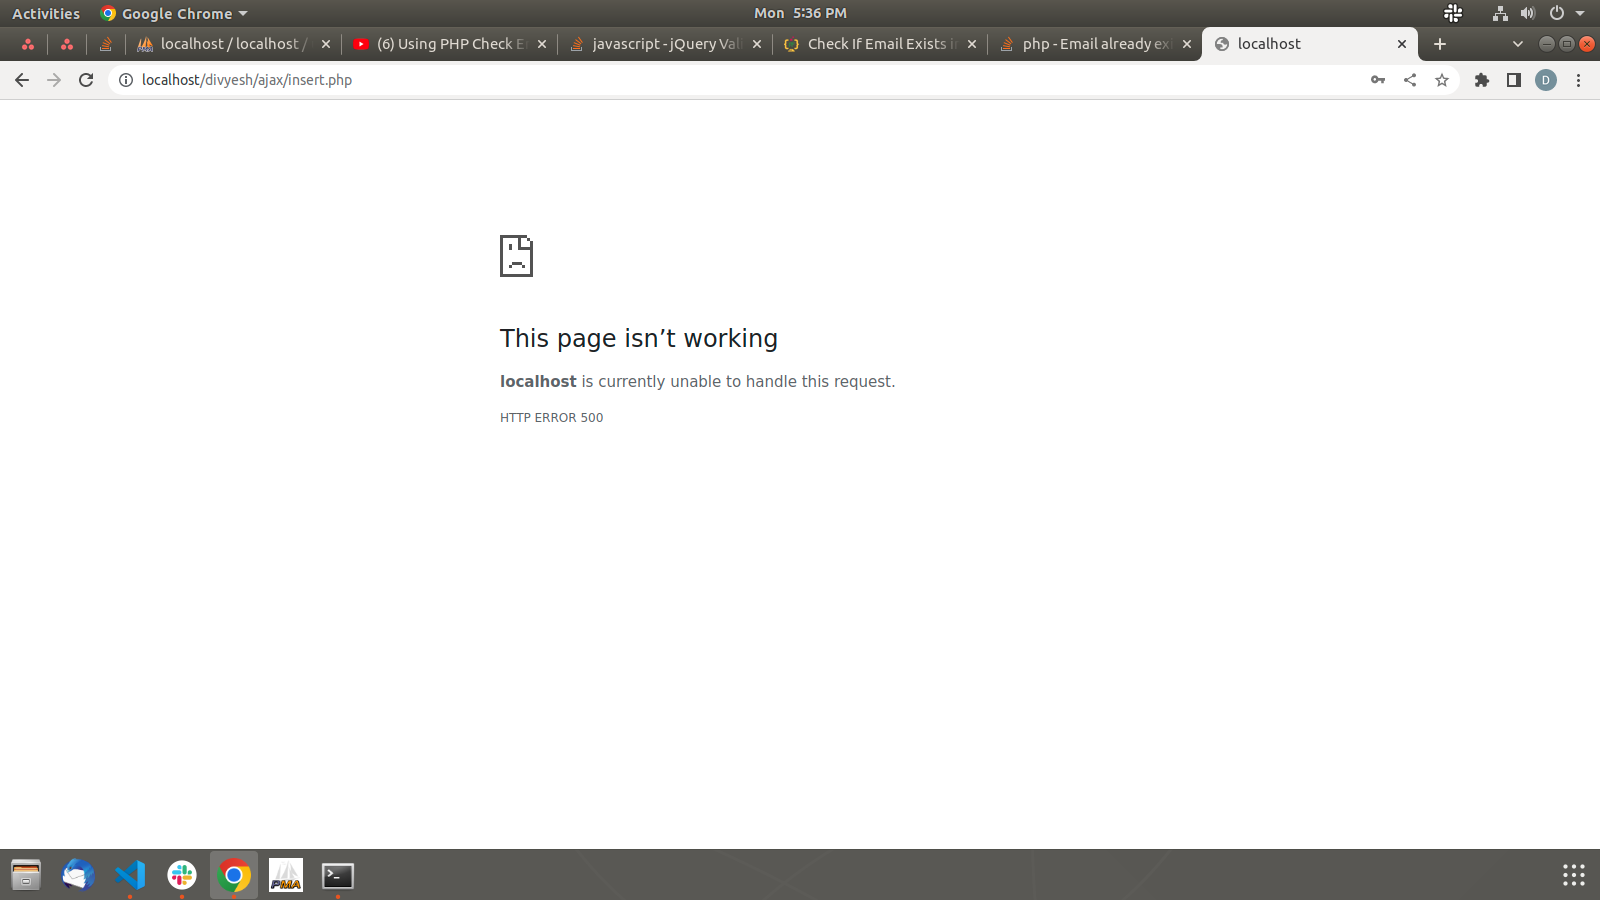 Activities
Google Chrome
Mon 5:36 PM
localhost / localhost /
(6) Using PHP Check E
javascript - jQuery Val
Check If Email Exists in
php - Email already ex
localhost
localhost/divyesh/ajax/insert.php
D
This page isn’t working
localhost is currently unable to handle this request.
HTTP ERROR 500
PMA